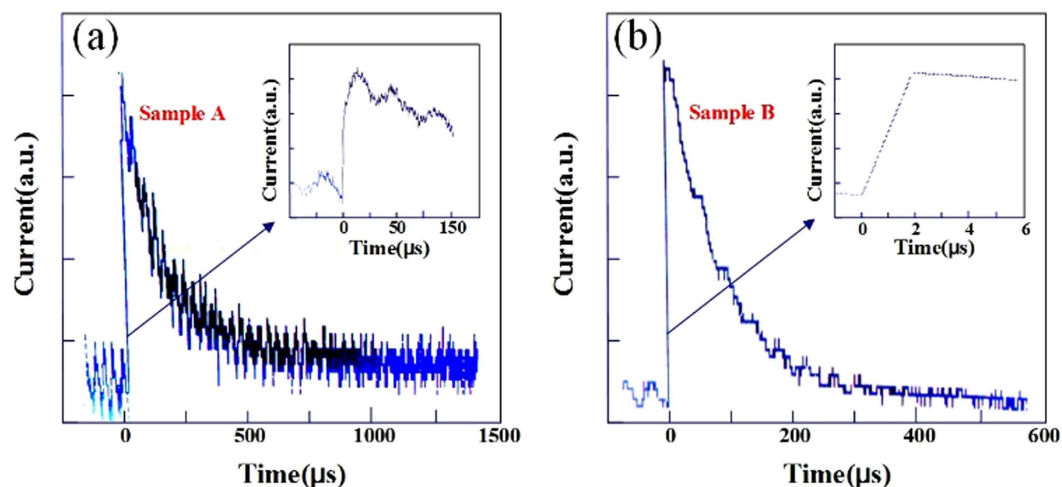 (a)
Sample A
Current(a.u.)
Current(a.u.)
0 50 100 150
Time(μs)
0 500 1000 1500
Time(μs)
(b)
Sample B
Current(a.u.)
Current(a.u.)
0 2 4 6
Time(μs)
0 200 400 600
Time(μs)